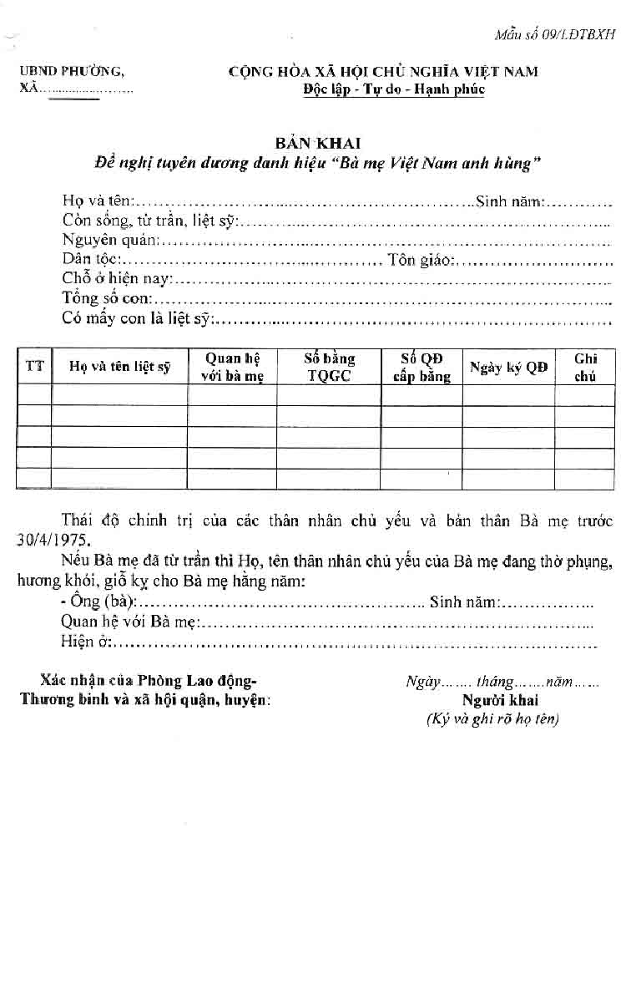 Mẫu số 09/LĐTBXH
UBND PHƯỜNG,
XÃ..........................
CỘNG HÒA XÃ HỘI CHỦ NGHĨA VIỆT NAM
Độc lập - Tự do - Hạnh phúc
BẢN KHAI
Đề nghị tuyên dương danh hiệu “Bà mẹ Việt Nam anh hùng”
Họ và tên:..............................................................Sinh năm:............
Còn sống, từ trần, liệt sỹ:....................................................................
Nguyên quán:...................................................................................
Dân tộc:................................................ Tôn giáo:.............................
Chỗ ở hiện nay:................................................................................
Tổng số con:....................................................................................
Có mấy con là liệt sỹ:.........................................................................
TT Họ và tên liệt sỹ Quan hệ với bà mẹ Số bằng TQGC Số QĐ cấp bằng Ngày ký QĐ Ghi chú
Thái độ chính trị của các thân nhân chủ yếu và bản thân Bà mẹ trước
30/4/1975.
Nếu Bà mẹ đã từ trần thì Họ, tên thân nhân chủ yếu của Bà mẹ đang thờ phụng,
hương khói, giỗ kỵ cho Bà mẹ hằng năm:
- Ông (bà):.................................................... Sinh năm:.................
Quan hệ với Bà mẹ:........................................................................
Hiện ở:.........................................................................................
Xác nhận của Phòng Lao động-
Thương binh và xã hội quận, huyện:
Ngày....... tháng.......năm......
Người khai
(Ký và ghi rõ họ tên)